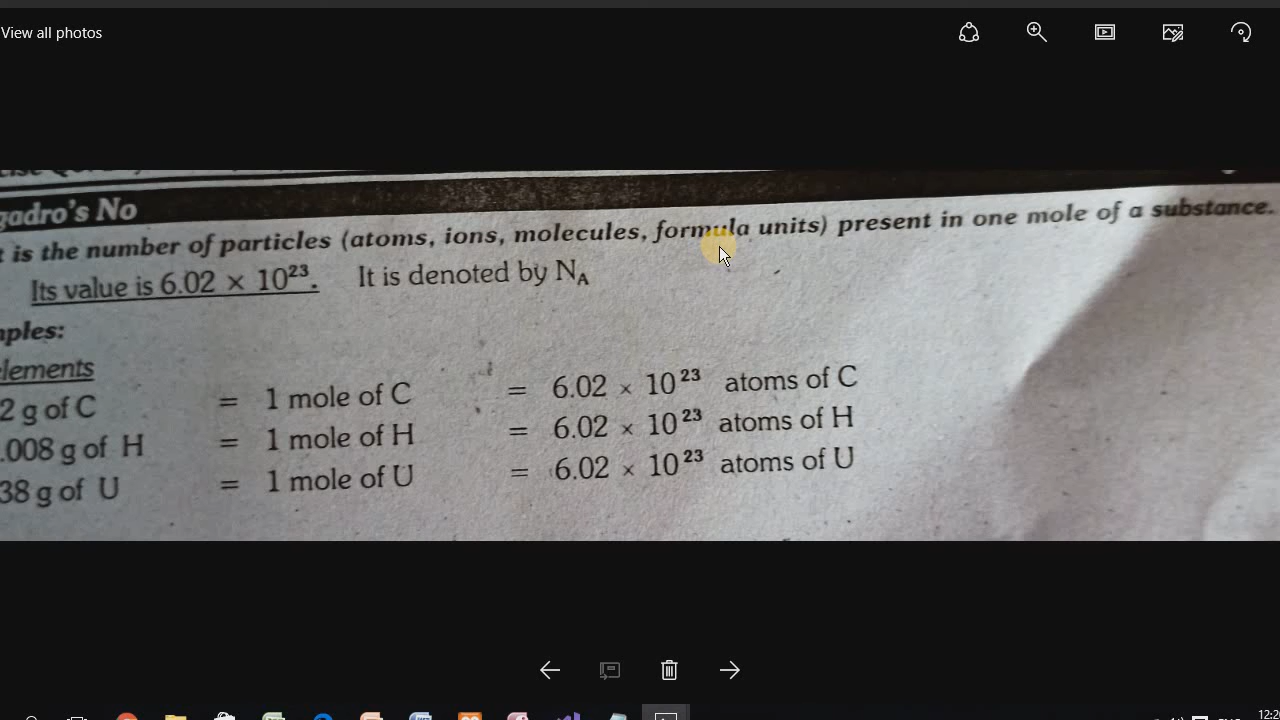 View all photos
gadro's No
t is the number of particles (atoms, ions, molecules, formula units) present in one mole of a substance.
Its value is 6.02 × 10²³. It is denoted by N_A
mples:
lements
2 g of C = 1 mole of C = 6.02 × 10²³ atoms of C
.008 g of H = 1 mole of H = 6.02 × 10²³ atoms of H
38 g of U = 1 mole of U = 6.02 × 10²³ atoms of U